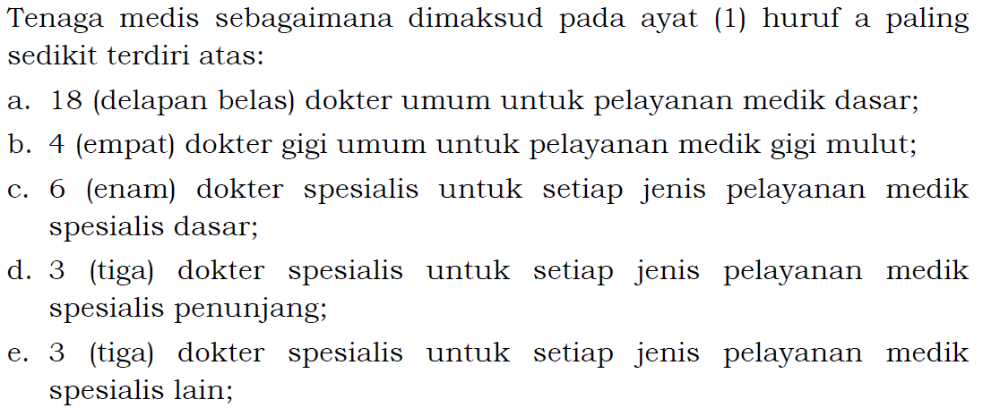 Tenaga medis sebagaimana dimaksud pada ayat (1) huruf a paling
sedikit terdiri atas:
a. 18 (delapan belas) dokter umum untuk pelayanan medik dasar;
b. 4 (empat) dokter gigi umum untuk pelayanan medik gigi mulut;
c. 6 (enam) dokter spesialis untuk setiap jenis pelayanan medik
spesialis dasar;
d. 3 (tiga) dokter spesialis untuk setiap jenis pelayanan medik
spesialis penunjang;
e. 3 (tiga) dokter spesialis untuk setiap jenis pelayanan medik
spesialis lain;